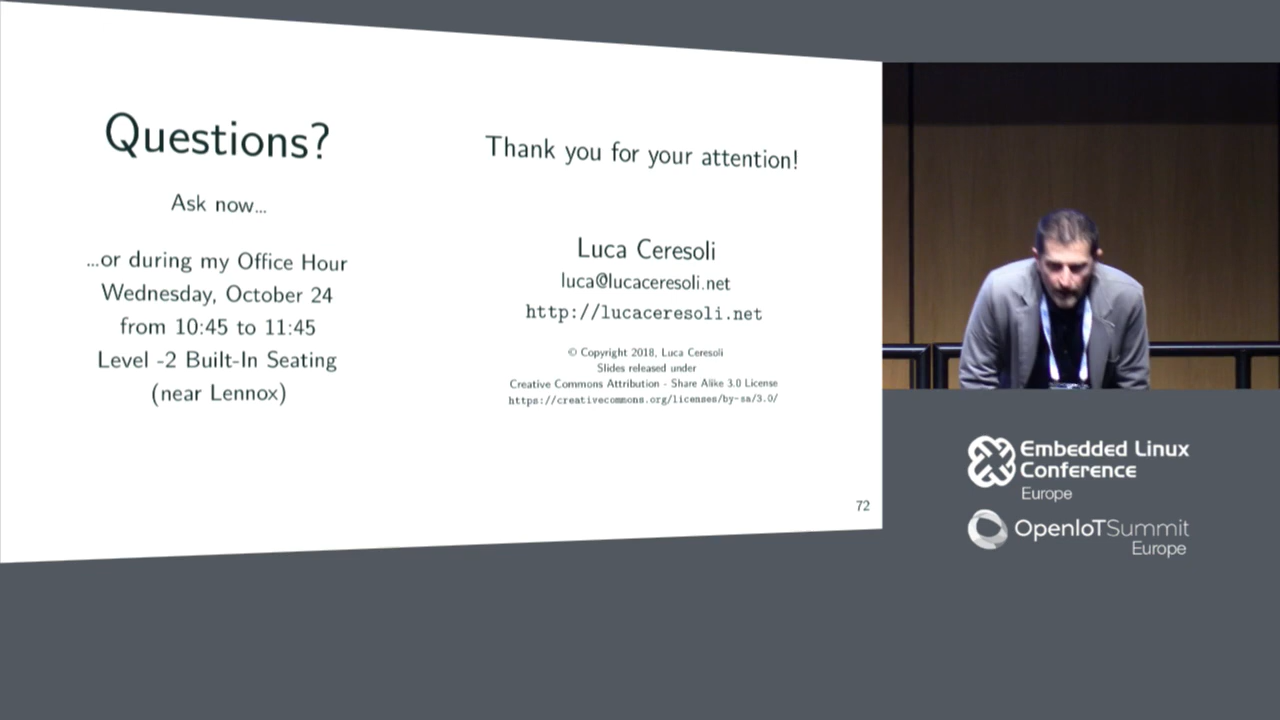 Questions?
Ask now...
...or during my Office Hour
Wednesday, October 24
from 10:45 to 11:45
Level -2 Built-In Seating
(near Lennox)
Thank you for your attention!
Luca Ceresoli
luca@lucaceresoli.net
http://lucaceresoli.net
© Copyright 2018, Luca Ceresoli
Slides released under
Creative Commons Attribution - Share Alike 3.0 License
https://creativecommons.org/licenses/by-sa/3.0/
72
Embedded Linux
Conference
Europe
OpenIoTSummit
Europe